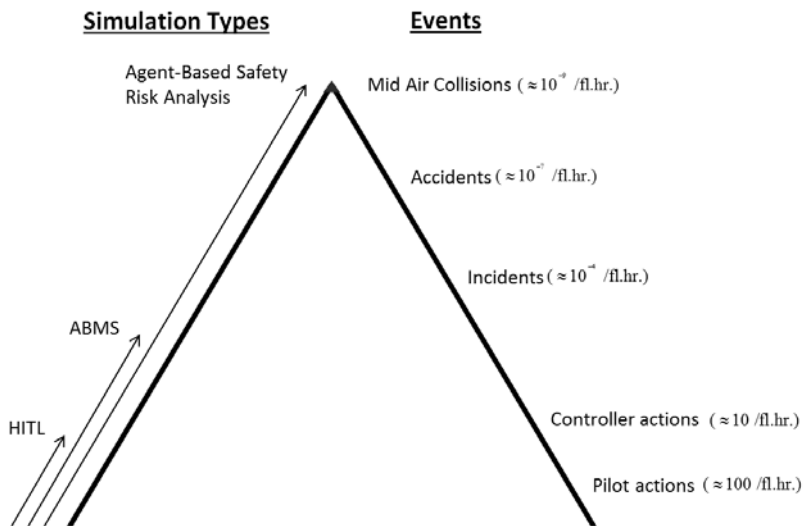 Simulation Types
Events
Agent-Based Safety
Risk Analysis
Mid Air Collisions (≈10⁻⁹ /fl.hr.)
Accidents (≈10⁻⁷ /fl.hr.)
Incidents (≈10⁻⁴ /fl.hr.)
ABMS
Controller actions (≈10 /fl.hr.)
HITL
Pilot actions (≈100 /fl.hr.)